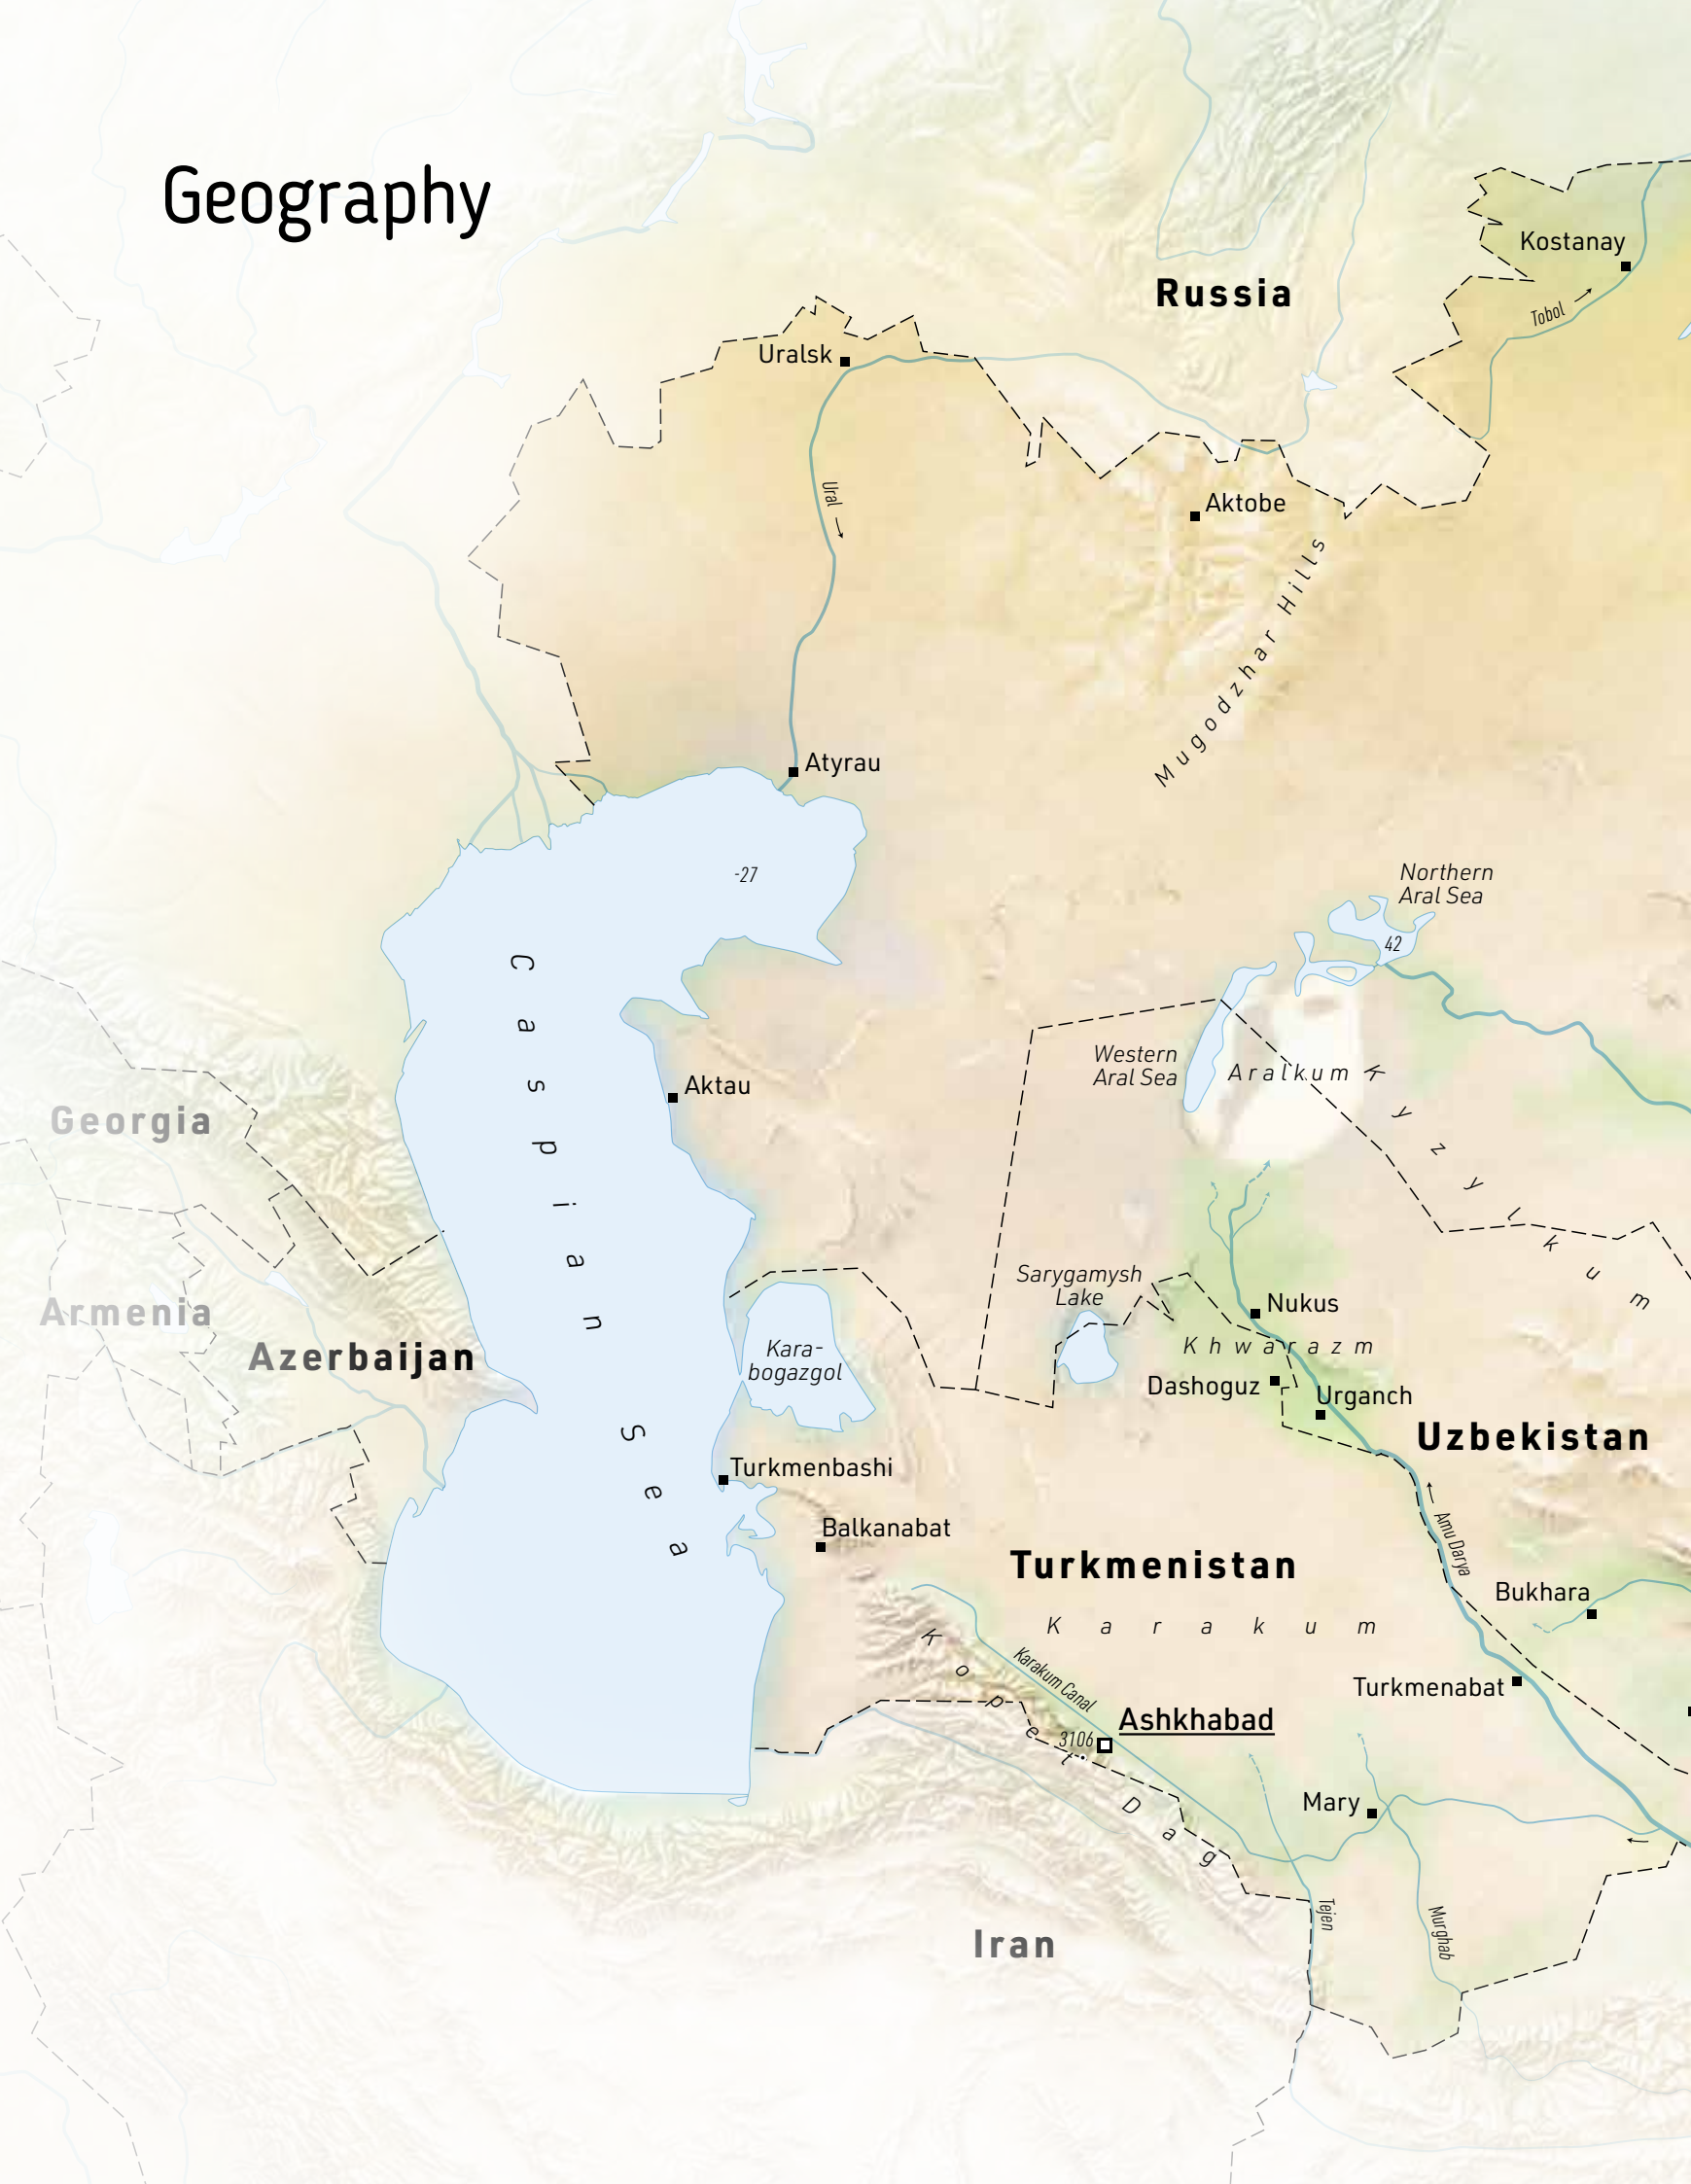 Geography
Kostanay
Russia
Tobol
Uralsk
Ural
Aktobe
Mugodzhar Hills
Atyrau
-27
Northern
Aral Sea
42
Caspian Sea
Western
Aral Sea
Aralkum
Kyzylkum
Aktau
Georgia
Armenia
Azerbaijan
Sarygamysh
Lake
Nukus
Khwarazm
Kara-
bogazgol
Dashoguz
Urganch
Uzbekistan
Turkmenbashi
Balkanabat
Amu Darya
Turkmenistan
Bukhara
Karakum
Karakum Canal
Kopet Dag
Turkmenabat
Ashkhabad
3106
Mary
Tejen
Murghab
Iran